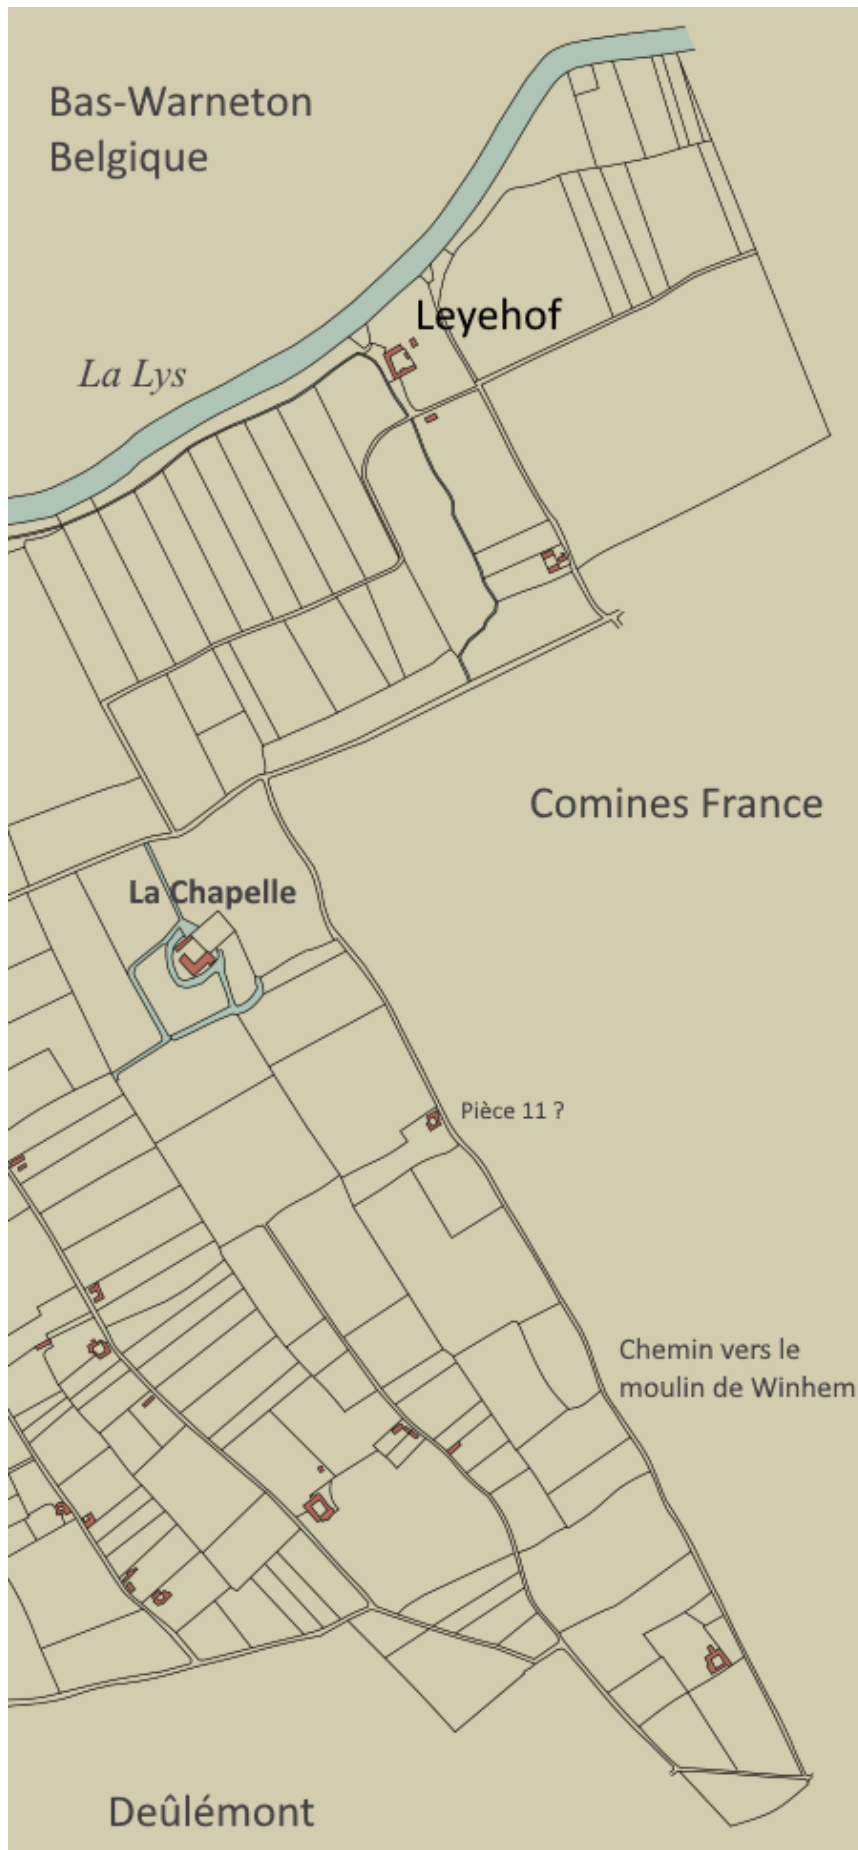 Bas-Warneton
Belgique
Leyehof
La Lys
Comines France
La Chapelle
Pièce 11 ?
Chemin vers le
moulin de Winhem
Deûlémont